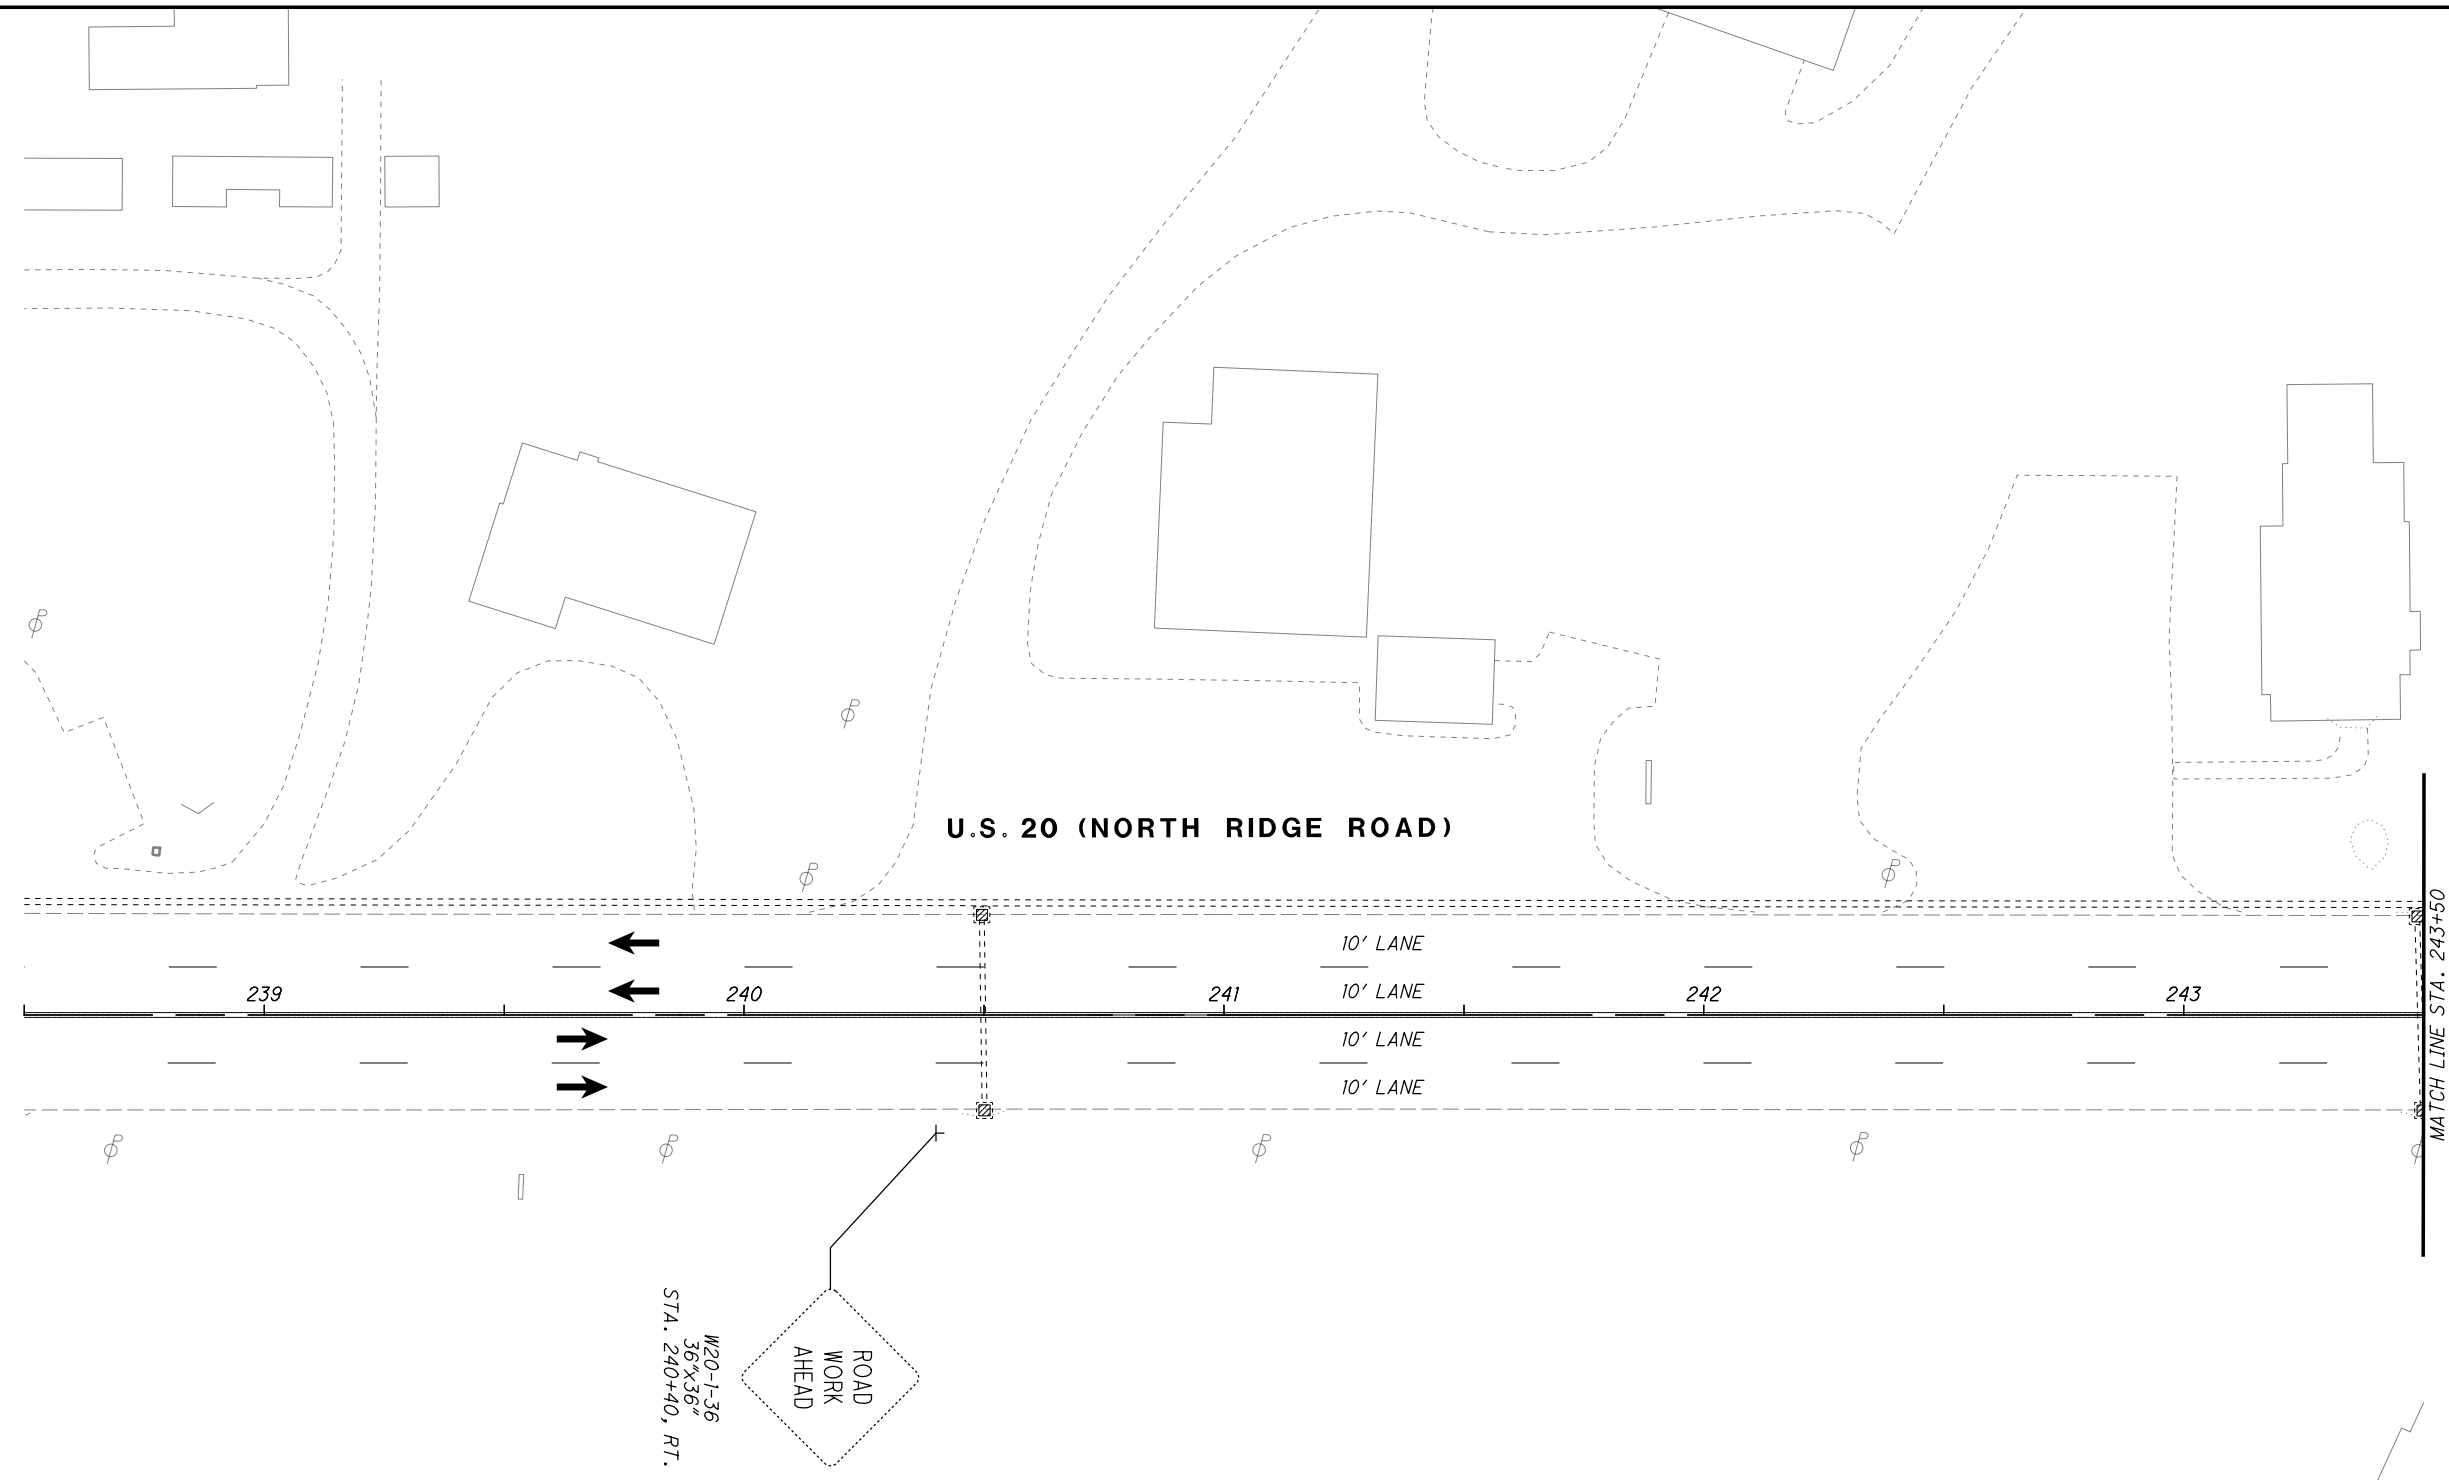 U.S. 20 (NORTH RIDGE ROAD)
10' LANE
10' LANE
239
240
241
242
243
10' LANE
10' LANE
MATCH LINE STA. 243+50
ROAD
WORK
AHEAD
W20-1-36
36"x36"
STA. 240+40, RT.